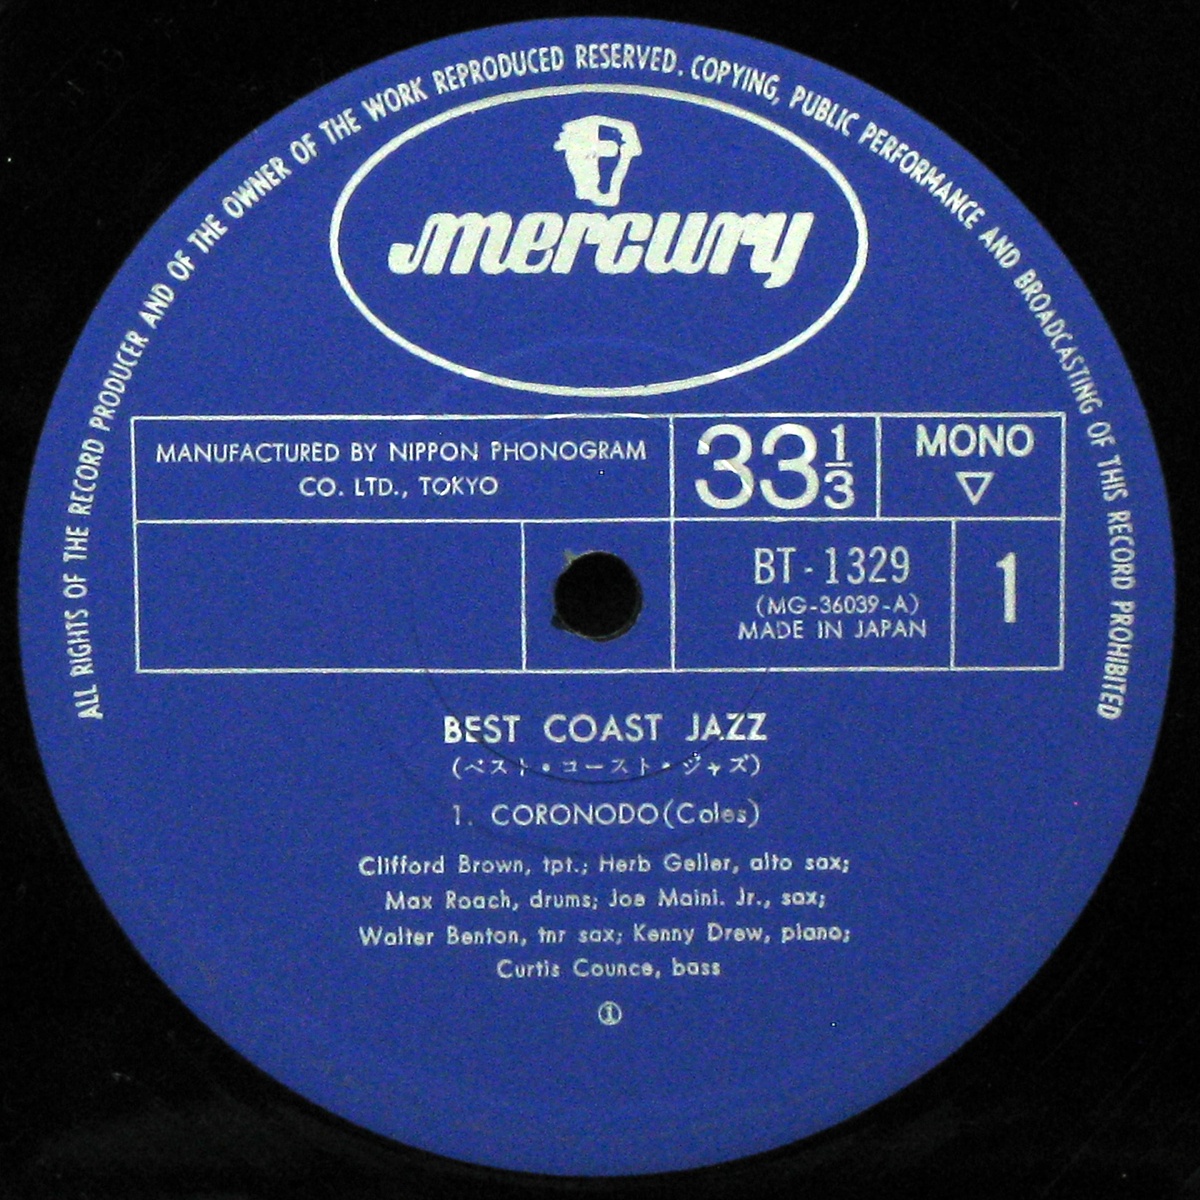 ALL RIGHTS OF THE RECORD PRODUCER AND OF THE OWNER OF THE WORK REPRODUCED RESERVED. COPYING, PUBLIC PERFORMANCE AND BROADCASTING OF THIS RECORD PROHIBITED
mercury
MANUFACTURED BY NIPPON PHONOGRAM
CO. LTD., TOKYO
33 1/3
MONO
▽
BT-1329
(MG-36039-A)
MADE IN JAPAN
1
BEST COAST JAZZ
(ベスト・コースト・ジャズ)
1. CORONODO(Coles)
Clifford Brown, tpt.; Herb Geller, alto sax;
Max Roach, drums; Joe Maini. Jr., sax;
Walter Benton, tnr sax; Kenny Drew, piano;
Curtis Counce, bass
①